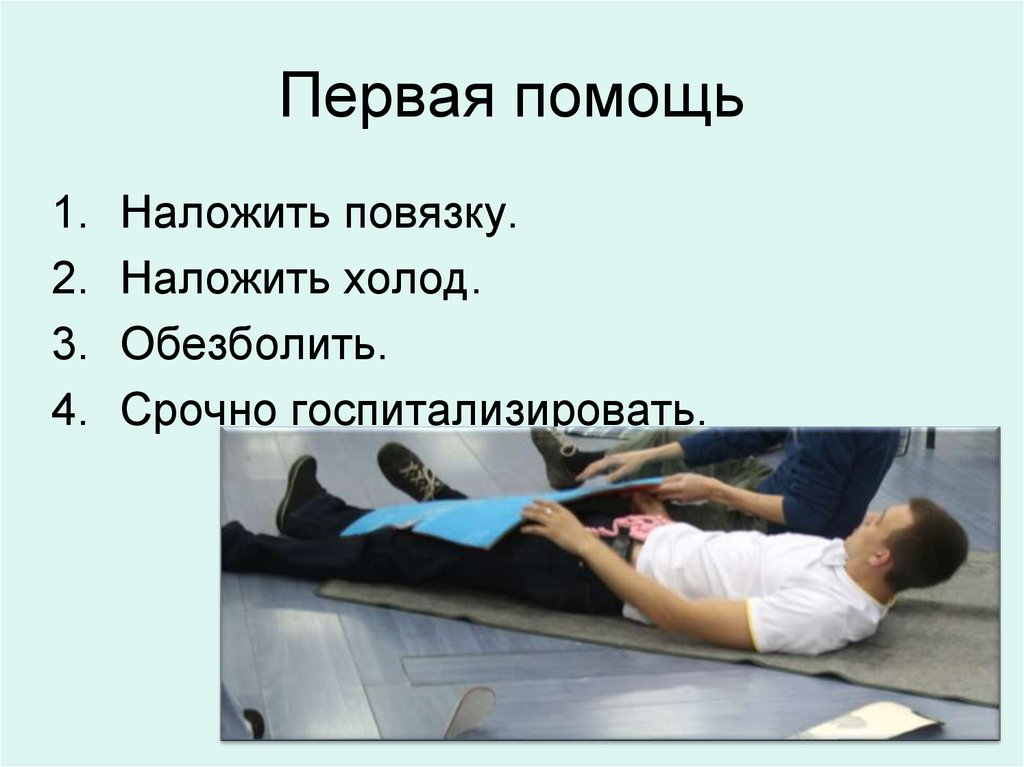 Первая помощь
1. Наложить повязку.
2. Наложить холод.
3. Обезболить.
4. Срочно госпитализировать.